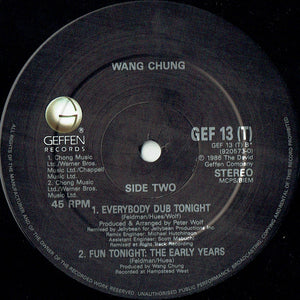 WANG CHUNG
GEFFEN
RECORDS
GEF 13 (T)
GEF 13 (T) B1
(920573-0)
℗ 1986 The David
Geffen Company
STEREO
MCPS/BIEM
1. Chong Music
Ltd./Warner Bros.
Music Ltd./Chappell
Music Ltd.
2. Chong Music
Ltd./Warner Bros.
Music Ltd.
45 RPM
SIDE TWO
1. EVERYBODY DUB TONIGHT
(Feldman/Hues/Wolf)
Produced & Arranged by Peter Wolf
Remixed by Jellybean for Jellybean Productions Inc.
Remix Engineer: Michael Hutchinson
Assistant Engineer: Scott
Remixed at Right Track Recording
2. FUN TONIGHT: THE EARLY YEARS
(Feldman/Hues)
Produced by Wang Chung
Recorded at Hampstead West
ALL RIGHTS OF THE MANUFACTURER AND OF THE OWNER OF THE RECORDED WORK RESERVED. UNAUTHORISED PUBLIC PERFORMANCE, BROADCASTING AND COPYING OF THIS RECORD PROHIBITED.